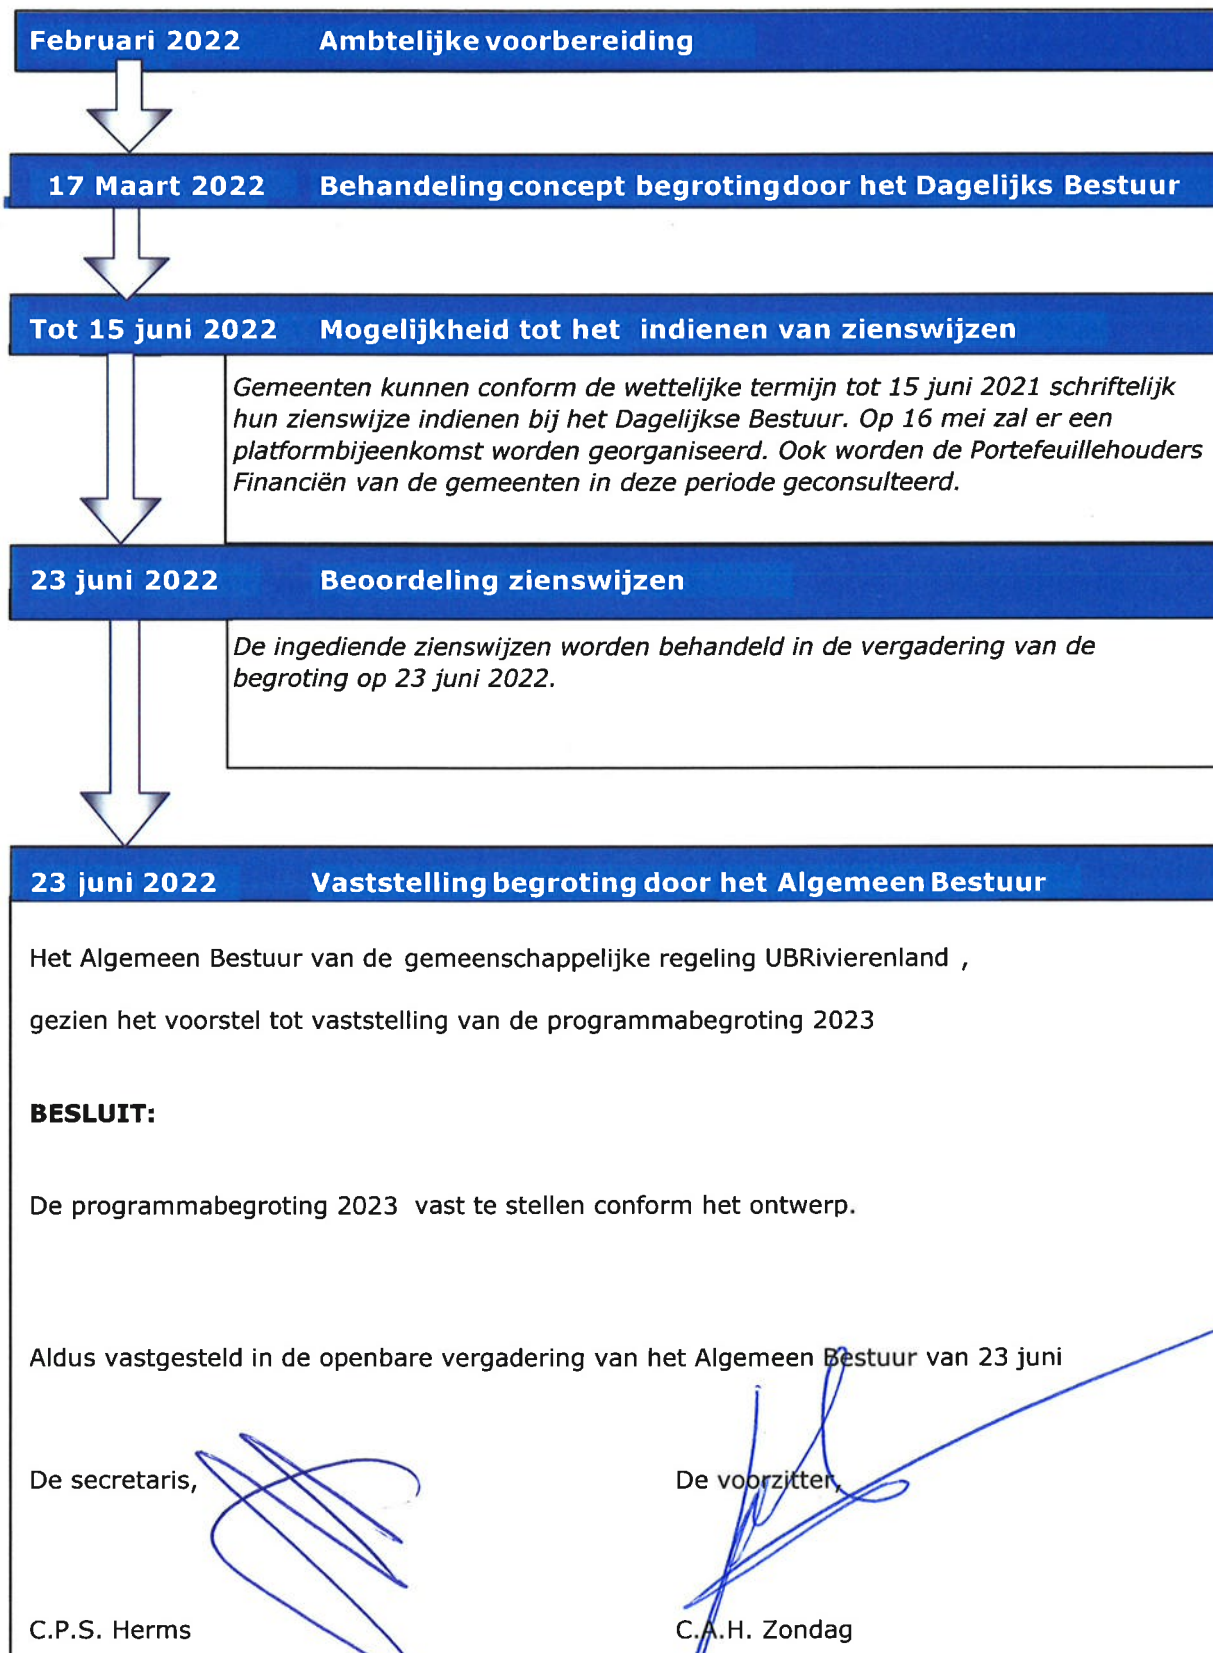 Februari 2022 Ambtelijke voorbereiding
17 Maart 2022 Behandeling concept begroting door het Dagelijks Bestuur
Tot 15 juni 2022 Mogelijkheid tot het indienen van zienswijzen
Gemeenten kunnen conform de wettelijke termijn tot 15 juni 2021 schriftelijk
hun zienswijze indienen bij het Dagelijkse Bestuur. Op 16 mei zal er een
platformbijeenkomst worden georganiseerd. Ook worden de Portefeuillehouders
Financiën van de gemeenten in deze periode geconsulteerd.
23 juni 2022 Beoordeling zienswijzen
De ingediende zienswijzen worden behandeld in de vergadering van de
begroting op 23 juni 2022.
23 juni 2022 Vaststelling begroting door het Algemeen Bestuur
Het Algemeen Bestuur van de gemeenschappelijke regeling UBRivierenland ,
gezien het voorstel tot vaststelling van de programmabegroting 2023
BESLUIT:
De programmabegroting 2023 vast te stellen conform het ontwerp.
Aldus vastgesteld in de openbare vergadering van het Algemeen Bestuur van 23 juni
De secretaris, De voorzitter,
C.P.S. Herms C.A.H. Zondag